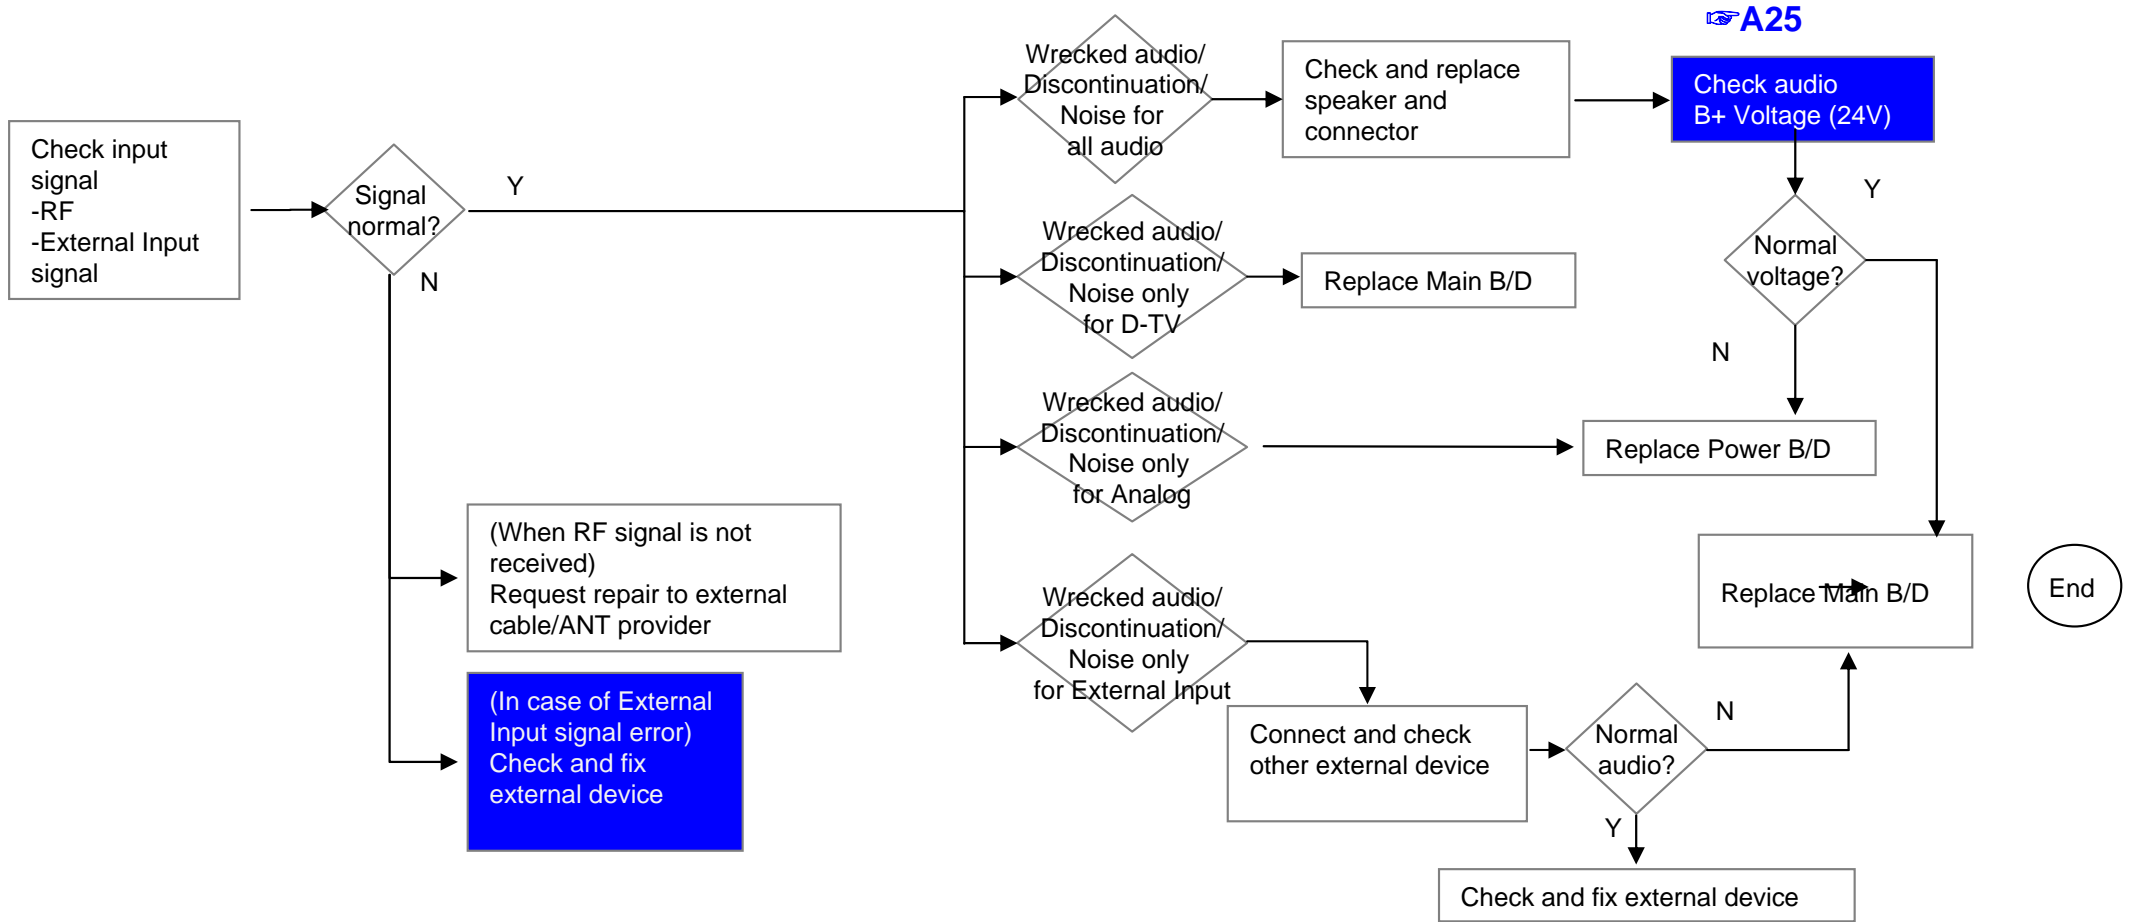 ☞A25
Check input
signal
-RF
-External Input
signal
Signal
normal?
Y
N
(When RF signal is not
received)
Request repair to external
cable/ANT provider
(In case of External
Input signal error)
Check and fix
external device
Wrecked audio/
Discontinuation/
Noise for
all audio
Check and replace
speaker and
connector
Check audio
B+ Voltage (24V)
Normal
voltage?
Y
N
Wrecked audio/
Discontinuation/
Noise only
for D-TV
Replace Main B/D
Wrecked audio/
Discontinuation/
Noise only
for Analog
Replace Power B/D
Wrecked audio/
Discontinuation/
Noise only
for External Input
Connect and check
other external device
Normal
audio?
N
Y
Replace Main B/D
End
Check and fix external device